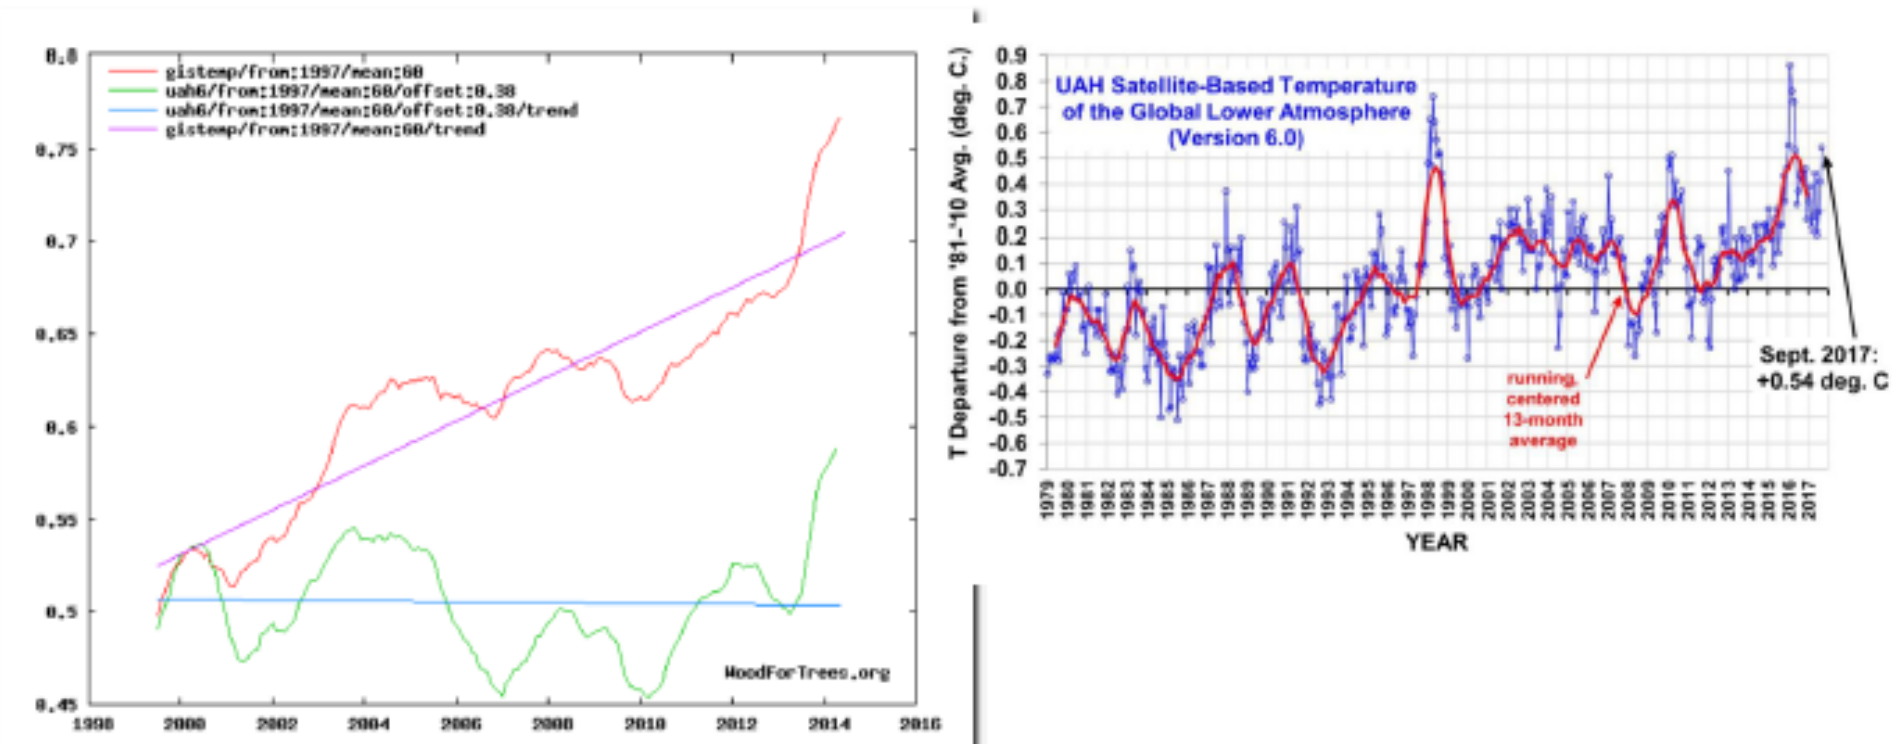 0.8
gistemp/from:1997/mean:60
uah6/from:1997/mean:60/offset:0.38
uah6/from:1997/mean:60/offset:0.38/trend
gistemp/from:1997/mean:60/trend
0.75
0.7
0.65
0.6
0.55
0.5
0.45
WoodForTrees.org
1998 2000 2002 2004 2006 2008 2010 2012 2014 2016
T Departure from '81-'10 Avg. (deg. C.)
0.9
0.8
0.7
0.6
0.5
0.4
0.3
0.2
0.1
0.0
-0.1
-0.2
-0.3
-0.4
-0.5
-0.6
-0.7
UAH Satellite-Based Temperature
of the Global Lower Atmosphere
(Version 6.0)
running,
centered
13-month
average
Sept. 2017:
+0.54 deg. C
1979 1980 1981 1982 1983 1984 1985 1986 1987 1988 1989 1990 1991 1992 1993 1994 1995 1996 1997 1998 1999 2000 2001 2002 2003 2004 2005 2006 2007 2008 2009 2010 2011 2012 2013 2014 2015 2016 2017
YEAR